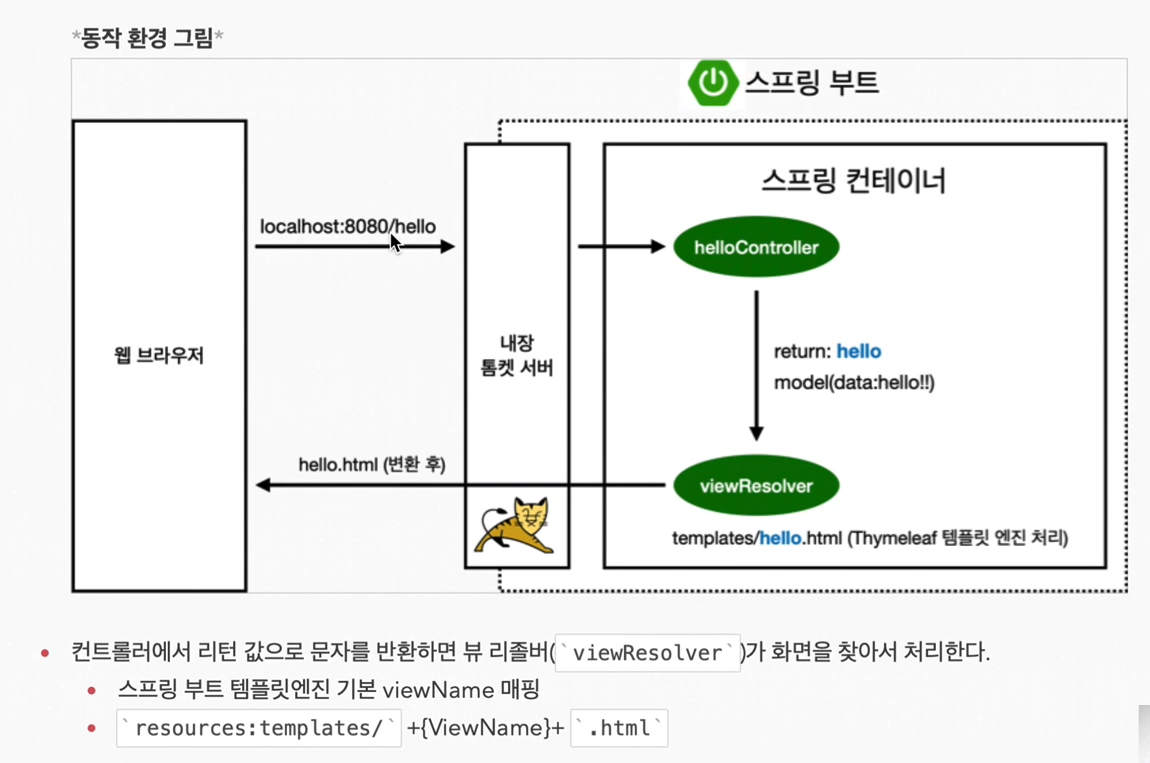 *동작 환경 그림*
스프링 부트
스프링 컨테이너
localhost:8080/hello
helloController
웹 브라우저
내장
톰켓 서버
return: hello
model(data:hello!!)
hello.html (변환 후)
viewResolver
templates/hello.html (Thymeleaf 템플릿 엔진 처리)
• 컨트롤러에서 리턴 값으로 문자를 반환하면 뷰 리졸버(`viewResolver`)가 화면을 찾아서 처리한다.
• 스프링 부트 템플릿엔진 기본 viewName 매핑
• `resources:templates/` +{ViewName}+ `.html`